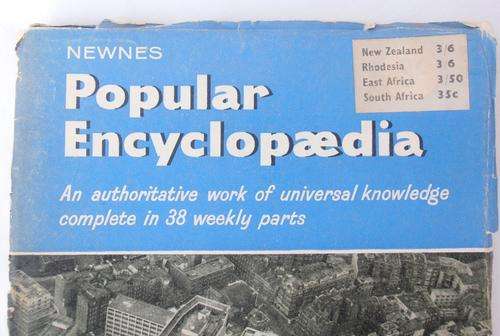 NEWNES
Popular
Encyclopædia
New Zealand 3/6
Rhodesia 3 6
East Africa 3/50
South Africa 35c
An authoritative work of universal knowledge
complete in 38 weekly parts